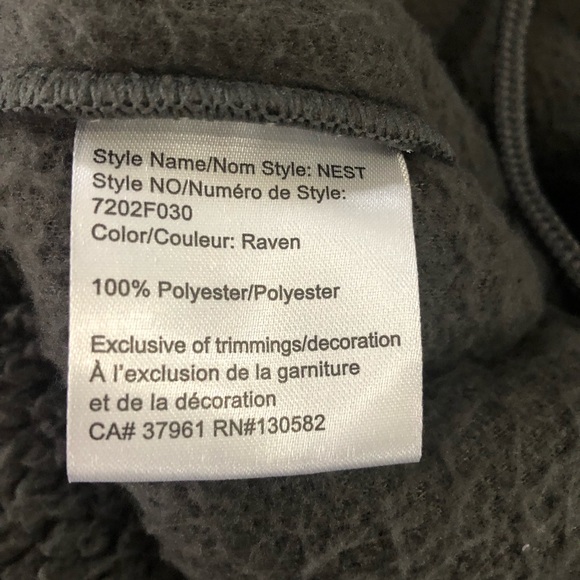 Style Name/Nom Style: NEST
Style NO/Numéro de Style:
7202F030
Color/Couleur: Raven
100% Polyester/Polyester
Exclusive of trimmings/decoration
À l'exclusion de la garniture
et de la décoration
CA# 37961 RN#130582